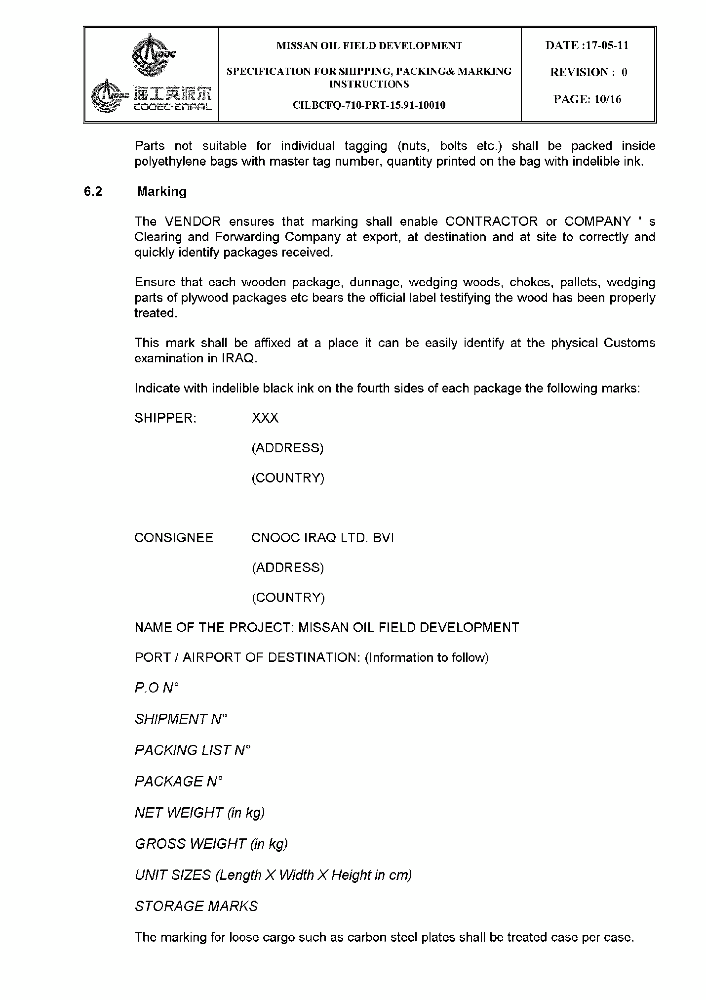 CNOOC
CNOOC 海工英派尔
COOEC·ENPAL
MISSAN OIL FIELD DEVELOPMENT
SPECIFICATION FOR SHIPPING, PACKING& MARKING
INSTRUCTIONS
CILBCFQ-710-PRT-15.91-10010
DATE :17-05-11
REVISION : 0
PAGE: 10/16
Parts not suitable for individual tagging (nuts, bolts etc.) shall be packed inside
polyethylene bags with master tag number, quantity printed on the bag with indelible ink.
6.2 Marking
The VENDOR ensures that marking shall enable CONTRACTOR or COMPANY ' s
Clearing and Forwarding Company at export, at destination and at site to correctly and
quickly identify packages received.
Ensure that each wooden package, dunnage, wedging woods, chokes, pallets, wedging
parts of plywood packages etc bears the official label testifying the wood has been properly
treated.
This mark shall be affixed at a place it can be easily identify at the physical Customs
examination in IRAQ.
Indicate with indelible black ink on the fourth sides of each package the following marks:
SHIPPER: XXX
(ADDRESS)
(COUNTRY)
CONSIGNEE CNOOC IRAQ LTD. BVI
(ADDRESS)
(COUNTRY)
NAME OF THE PROJECT: MISSAN OIL FIELD DEVELOPMENT
PORT / AIRPORT OF DESTINATION: (Information to follow)
P.O N°
SHIPMENT N°
PACKING LIST N°
PACKAGE N°
NET WEIGHT (in kg)
GROSS WEIGHT (in kg)
UNIT SIZES (Length X Width X Height in cm)
STORAGE MARKS
The marking for loose cargo such as carbon steel plates shall be treated case per case.